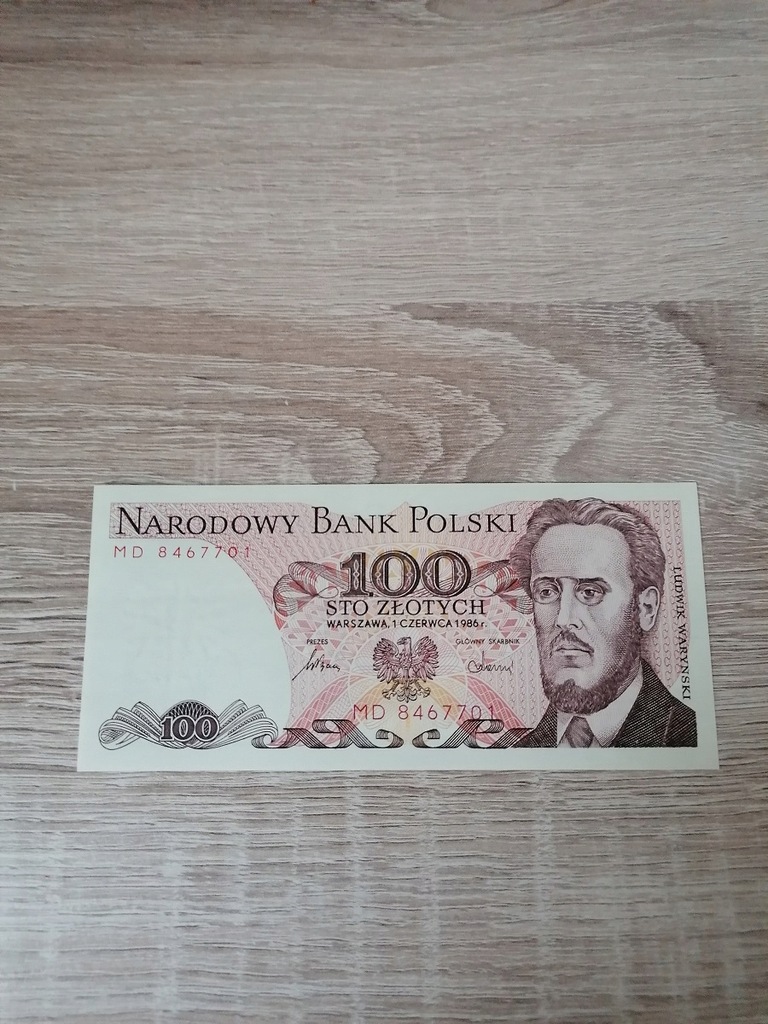 NARODOWY BANK POLSKI
MD 8467701
100
STO ZŁOTYCH
WARSZAWA, 1 CZERWCA 1986 r.
PREZES
GŁÓWNY SKARBNIK
MD 8467701
100
LUDWIK WARYŃSKI